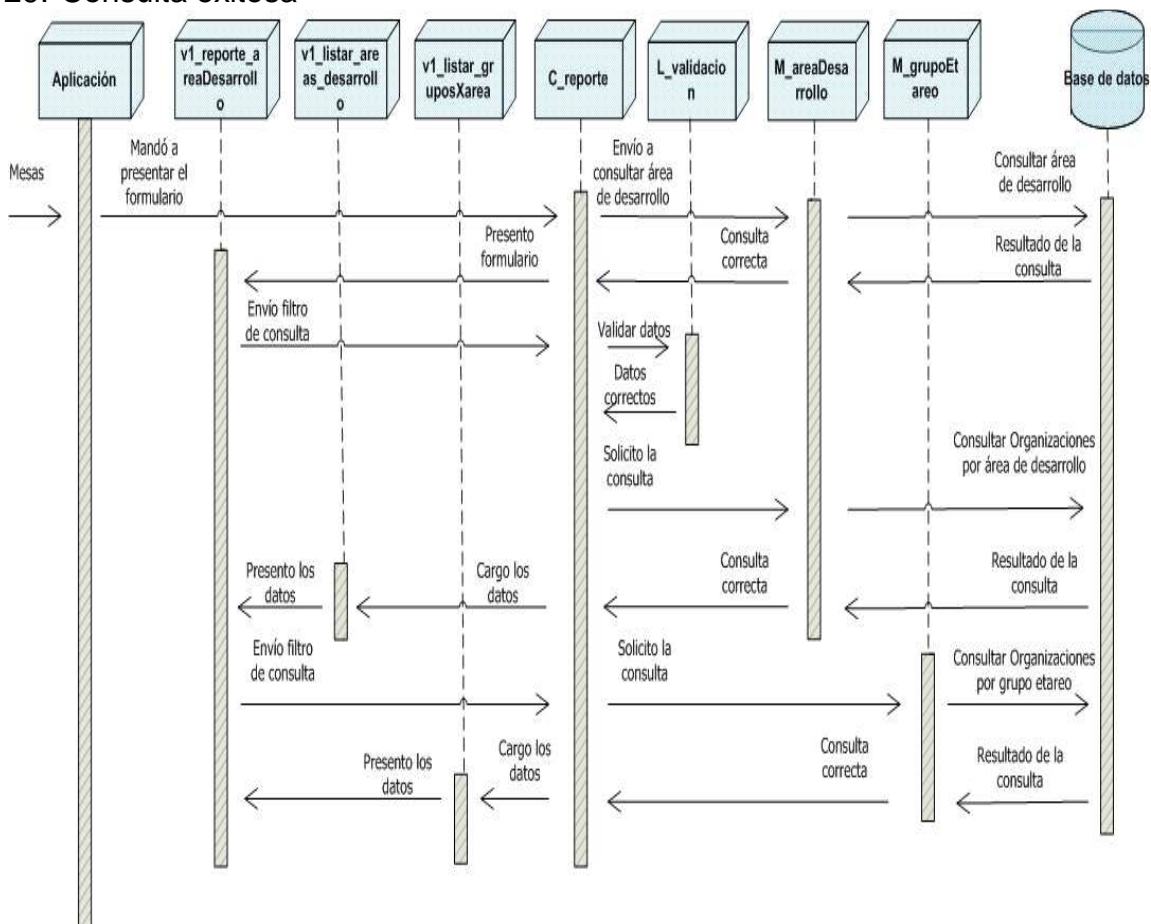 Consulta exitosa
Aplicación
v1_reporte_a
reaDesarroll
o
v1_listar_are
as_desarroll
o
v1_listar_gr
uposXarea
C_reporte
L_validacio
n
M_areaDesa
rrollo
M_grupoEt
areo
Base de datos
Mesas
Mandó a
presentar el
formulario
Envío a
consultar área
de desarrollo
Consultar área
de desarrollo
Presento
formulario
Consulta
correcta
Resultado de la
consulta
Envío filtro
de consulta
Validar datos
Datos
correctos
Solicito la
consulta
Consultar Organizaciones
por área de desarrollo
Presento los
datos
Cargo los
datos
Consulta
correcta
Resultado de la
consulta
Envío filtro
de consulta
Solicito la
consulta
Consultar Organizaciones
por grupo etareo
Presento los
datos
Cargo los
datos
Consulta
correcta
Resultado de la
consulta